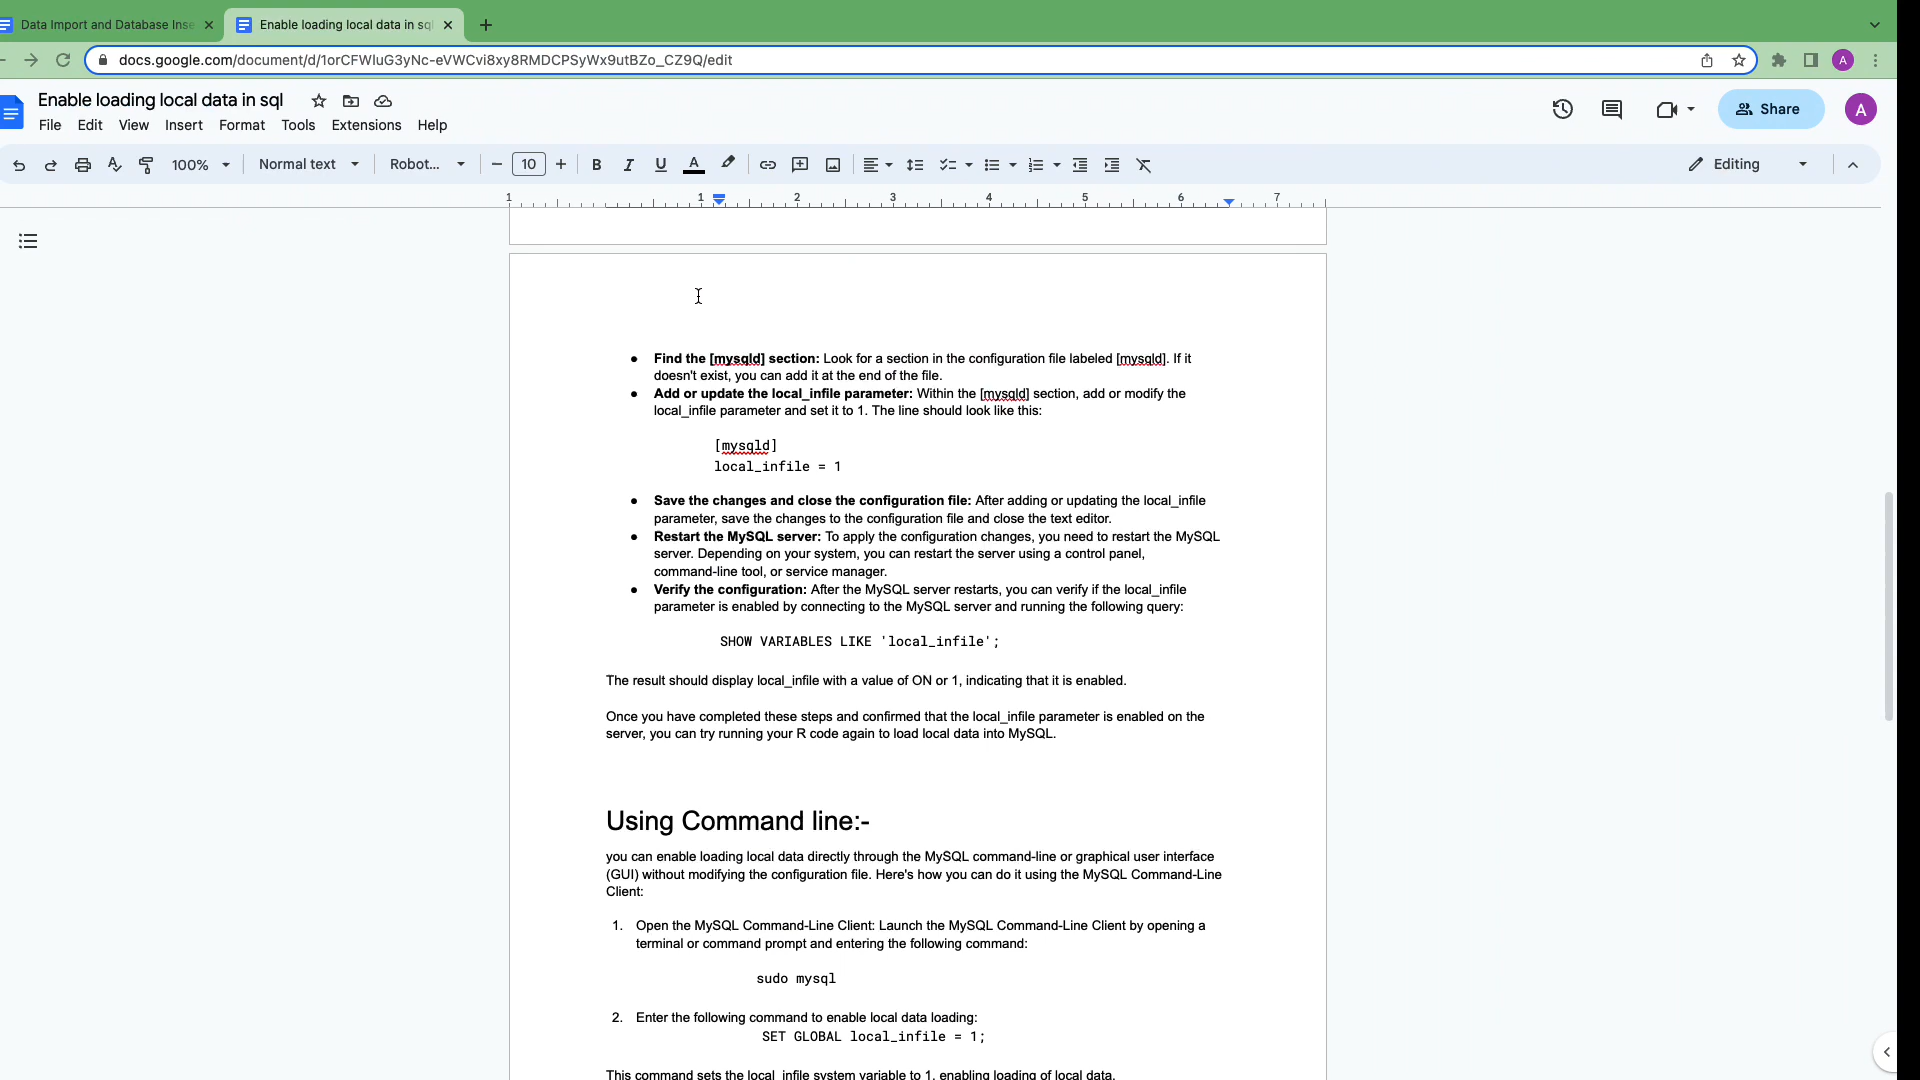 Data Import and Database Inse
Enable loading local data in sql
docs.google.com/document/d/1orCFWIuG3yNc-eVWCvi8xy8RMDCPSyWx9utBZo_CZ9Q/edit
A
Enable loading local data in sql
File Edit View Insert Format Tools Extensions Help
Share
A
100% Normal text Robot... 10 B I U A Editing
1 1 2 3 4 5 6 7
● Find the [mysqld] section: Look for a section in the configuration file labeled [mysqld]. If it
doesn't exist, you can add it at the end of the file.
● Add or update the local_infile parameter: Within the [mysqld] section, add or modify the
local_infile parameter and set it to 1. The line should look like this:
[mysqld]
local_infile = 1
● Save the changes and close the configuration file: After adding or updating the local_infile
parameter, save the changes to the configuration file and close the text editor.
● Restart the MySQL server: To apply the configuration changes, you need to restart the MySQL
server. Depending on your system, you can restart the server using a control panel,
command-line tool, or service manager.
● Verify the configuration: After the MySQL server restarts, you can verify if the local_infile
parameter is enabled by connecting to the MySQL server and running the following query:
SHOW VARIABLES LIKE 'local_infile';
The result should display local_infile with a value of ON or 1, indicating that it is enabled.
Once you have completed these steps and confirmed that the local_infile parameter is enabled on the
server, you can try running your R code again to load local data into MySQL.
Using Command line:-
you can enable loading local data directly through the MySQL command-line or graphical user interface
(GUI) without modifying the configuration file. Here's how you can do it using the MySQL Command-Line
Client:
1. Open the MySQL Command-Line Client: Launch the MySQL Command-Line Client by opening a
terminal or command prompt and entering the following command:
sudo mysql
2. Enter the following command to enable local data loading:
SET GLOBAL local_infile = 1;
This command sets the local_infile system variable to 1, enabling loading of local data.